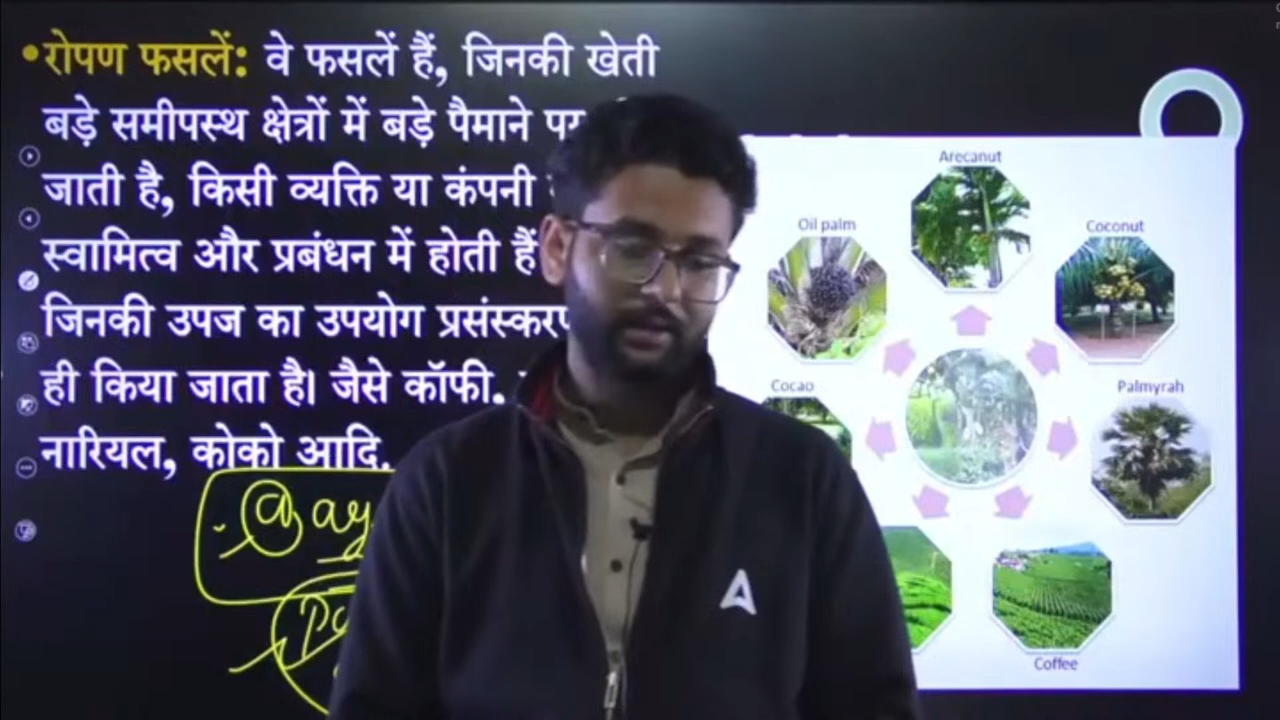 •रोपण फसलें: वे फसलें हैं, जिनकी खेती
बड़े समीपस्थ क्षेत्रों में बड़े पैमाने
जाती है, किसी व्यक्ति या कंपनी
स्वामित्व और प्रबंधन में होती हैं
जिनकी उपज का उपयोग
ही किया जाता है। जैसे कॉफी,
नारियल, कोको आदि.
Arecanut
Oil palm
Coconut
Cocao
Palmyrah
Coffee